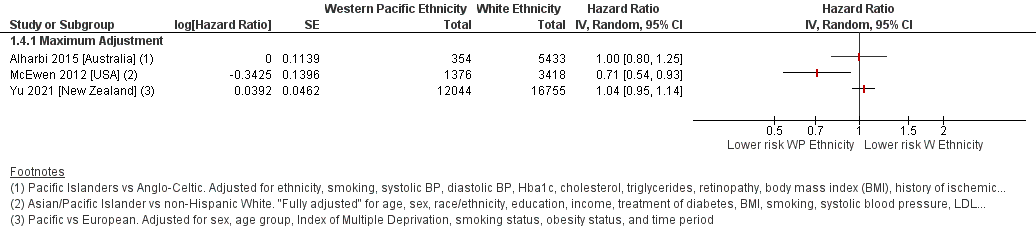 Western Pacific Ethnicity White Ethnicity Hazard Ratio Hazard Ratio
Study or Subgroup log[Hazard Ratio] SE Total Total IV, Random, 95% CI IV, Random, 95% CI
1.4.1 Maximum Adjustment
Alharbi 2015 [Australia] (1) 0 0.1139 354 5433 1.00 [0.80, 1.25]
McEwen 2012 [USA] (2) -0.3425 0.1396 1376 3418 0.71 [0.54, 0.93]
Yu 2021 [New Zealand] (3) 0.0392 0.0462 12044 16755 1.04 [0.95, 1.14]
0.5 0.7 1 1.5 2
Lower risk WP Ethnicity Lower risk W Ethnicity
Footnotes
(1) Pacific Islanders vs Anglo-Celtic. Adjusted for ethnicity, smoking, systolic BP, diastolic BP, Hba1c, cholesterol, triglycerides, retinopathy, body mass index (BMI), history of ischemic...
(2) Asian/Pacific Islander vs non-Hispanic White. "Fully adjusted" for age, sex, race/ethnicity, education, income, treatment of diabetes, BMI, smoking, systolic blood pressure, LDL...
(3) Pacific vs European. Adjusted for sex, age group, Index of Multiple Deprivation, smoking status, obesity status, and time period